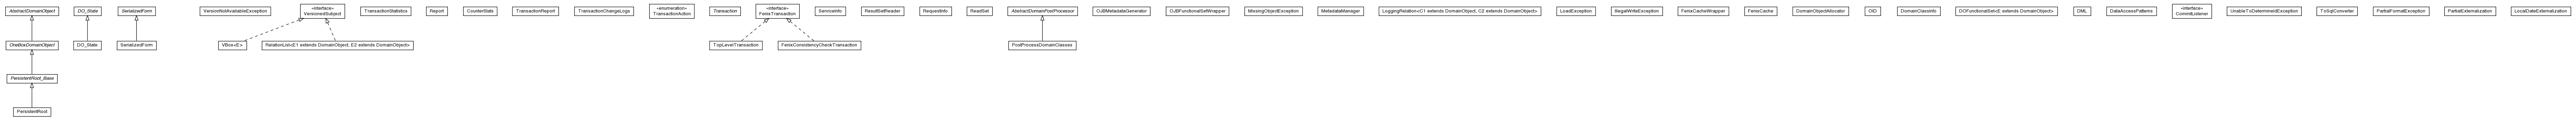 AbstractDomainObject
DO_State
SerializedForm
VersionNotAvailableException
«interface»
VersionedSubject
TransactionStatistics
Report
CounterStats
TransactionReport
TransactionChangeLogs
«enumeration»
TransactionAction
Transaction
«interface»
FenixTransaction
ServiceInfo
ResultSetReader
RequestInfo
ReadSet
AbstractDomainPostProcessor
OJBMetadataGenerator
OJBFunctionalSetWrapper
MissingObjectException
MetadataManager
LoggingRelation<C1 extends DomainObject, C2 extends DomainObject>
LoadException
IllegalWriteException
FenixCacheWrapper
FenixCache
DomainObjectAllocator
OID
DomainClassInfo
DOFunctionalSet<E extends DomainObject>
DML
DataAccessPatterns
«interface»
CommitListener
UnableToDetermineIdException
ToSqlConverter
PartialFormatException
PartialExternalization
LocalDateExternalization
OneBoxDomainObject
DO_State
SerializedForm
VBox<E>
RelationList<E1 extends DomainObject, E2 extends DomainObject>
TopLevelTransaction
FenixConsistencyCheckTransaction
PostProcessDomainClasses
PersistentRoot_Base
PersistentRoot